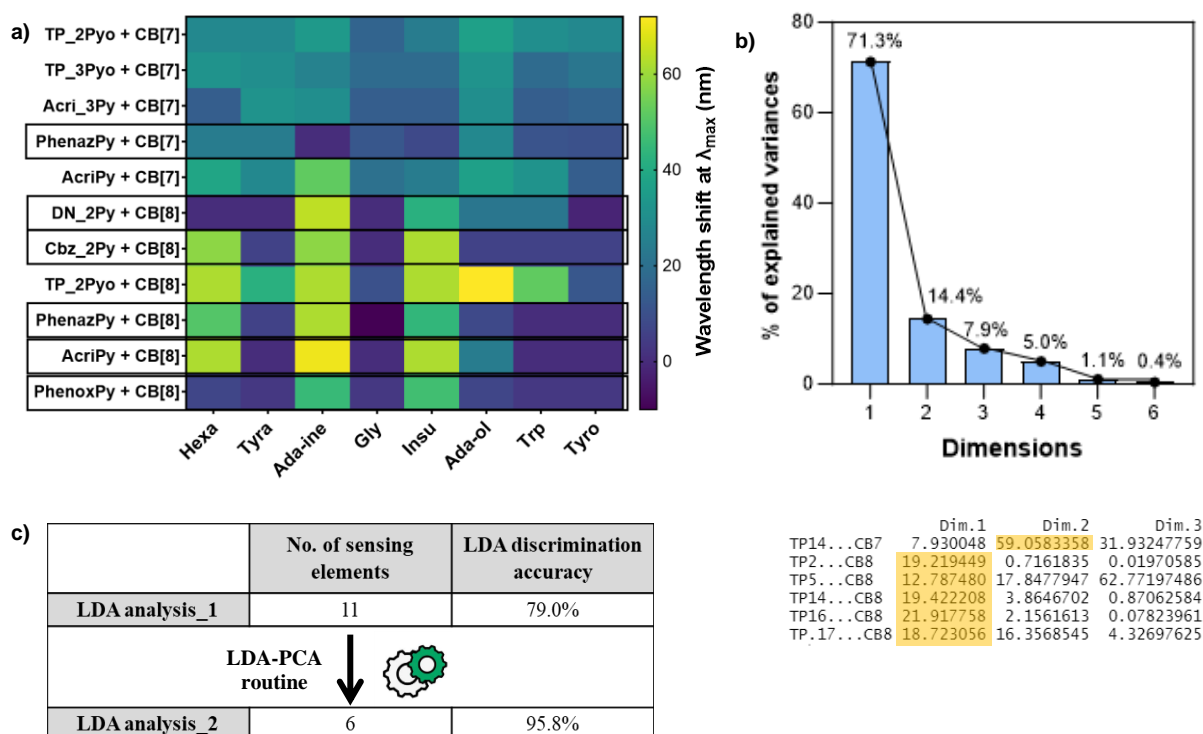 a)
TP_2Pyo + CB[7]
TP_3Pyo + CB[7]
Acri_3Py + CB[7]
PhenazPy + CB[7]
AcriPy + CB[7]
DN_2Py + CB[8]
Cbz_2Py + CB[8]
TP_2Pyo + CB[8]
PhenazPy + CB[8]
AcriPy + CB[8]
PhenoxPy + CB[8]
Hexa Tyra Ada-ine Gly Insu Ada-ol Trp Tyro
60
40
20
0
Wavelength shift at λmax (nm)
b)
80
60
40
20
0
% of explained variances
71.3%
14.4%
7.9%
5.0%
1.1%
0.4%
1 2 3 4 5 6
Dimensions
Dim.1 Dim.2 Dim.3
TP14...CB7 7.930048 59.0583358 31.93247759
TP2...CB8 19.219449 0.7161835 0.01970585
TP5...CB8 12.787480 17.8477947 62.77197486
TP14...CB8 19.422208 3.8646702 0.87062584
TP16...CB8 21.917758 2.1561613 0.07823961
TP.17...CB8 18.723056 16.3568545 4.32697625
c)
No. of sensing elements
LDA discrimination accuracy
LDA analysis_1 11 79.0%
LDA-PCA
routine
LDA analysis_2 6 95.8%